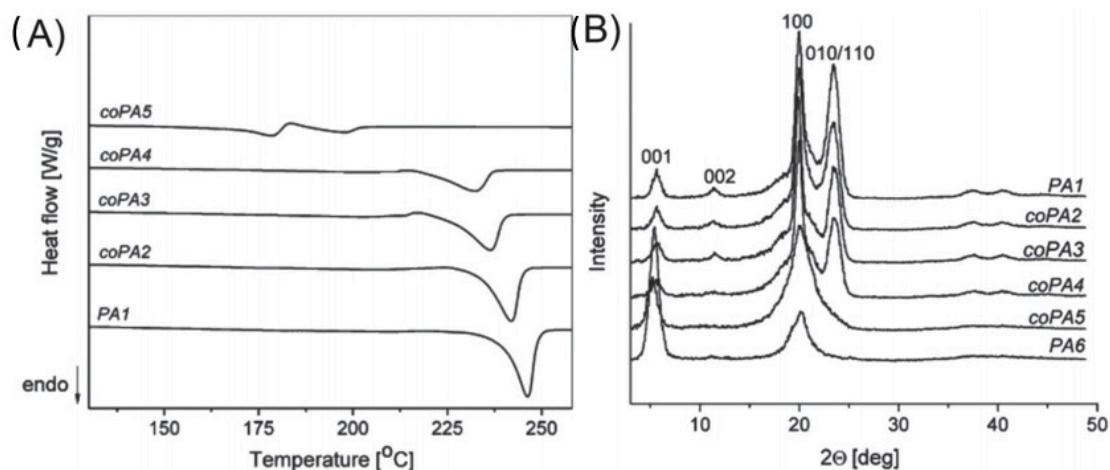 (A)
coPA5
coPA4
coPA3
coPA2
PA1
endo
Heat flow [W/g]
150
175
200
225
250
Temperature [°C]
(B)
100
010/110
001
002
PA1
coPA2
coPA3
coPA4
coPA5
PA6
Intensity
10
20
30
40
50
2Θ [deg]